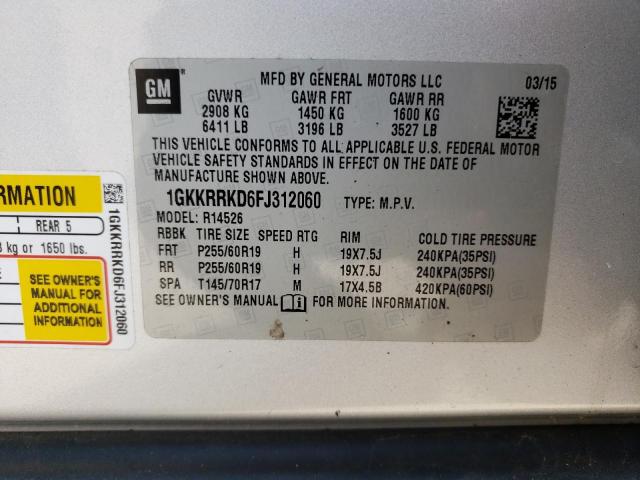 GM
®
MFD BY GENERAL MOTORS LLC
03/15
GVWR GAWR FRT GAWR RR
2908 KG 1450 KG 1600 KG
6411 LB 3196 LB 3527 LB
THIS VEHICLE CONFORMS TO ALL APPLICABLE U.S. FEDERAL MOTOR
VEHICLE SAFETY STANDARDS IN EFFECT ON THE DATE OF
MANUFACTURE SHOWN ABOVE.
1GKKRRKD6FJ312060 TYPE: M.P.V.
MODEL: R14526
RBBK TIRE SIZE SPEED RTG RIM COLD TIRE PRESSURE
FRT P255/60R19 H 19X7.5J 240KPA(35PSI)
RR P255/60R19 H 19X7.5J 240KPA(35PSI)
SPA T145/70R17 M 17X4.5B 420KPA(60PSI)
SEE OWNER'S MANUAL FOR MORE INFORMATION.
REAR 5
kg or 1650 lbs.
SEE OWNER'S
MANUAL FOR
ADDITIONAL
INFORMATION
1GKKRRKD6FJ312060